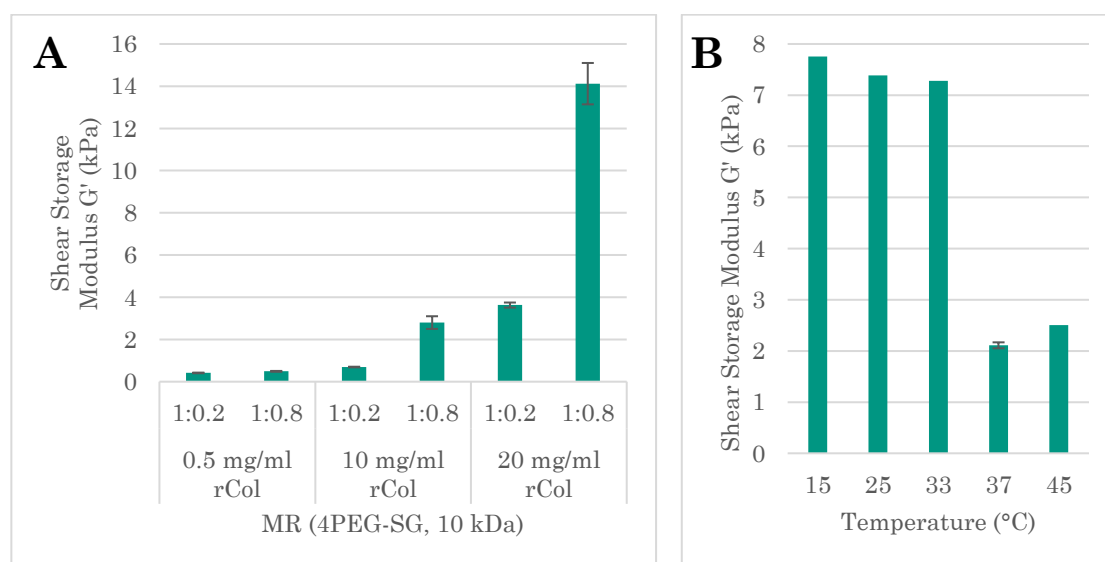 A
Shear Storage
Modulus G' (kPa)
16
14
12
10
8
6
4
2
0
1:0.2 1:0.8 1:0.2 1:0.8 1:0.2 1:0.8
0.5 mg/ml 10 mg/ml 20 mg/ml
rCol rCol rCol
MR (4PEG-SG, 10 kDa)
B
Shear Storage Modulus G' (kPa)
8
7
6
5
4
3
2
1
0
15 25 33 37 45
Temperature (°C)